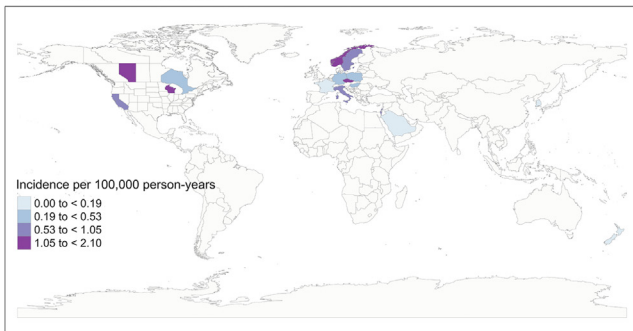 Incidence per 100,000 person-years
0.00 to < 0.19
0.19 to < 0.53
0.53 to < 1.05
1.05 to < 2.10